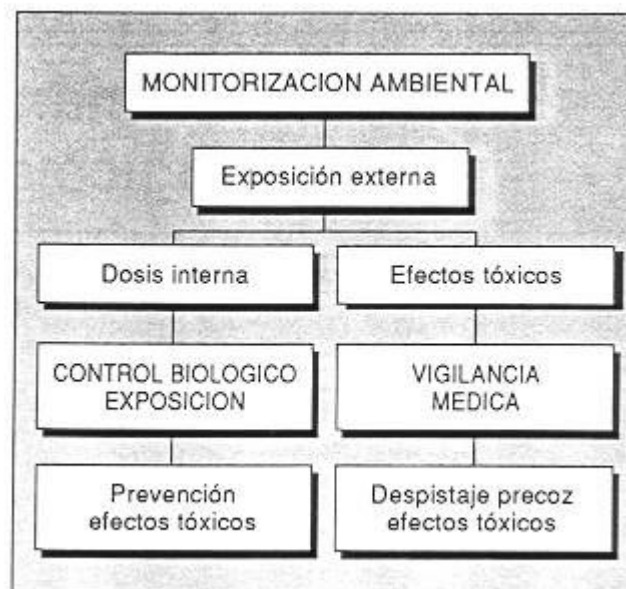 MONITORIZACION AMBIENTAL
Exposición externa
Dosis interna
Efectos tóxicos
CONTROL BIOLOGICO
EXPOSICION
VIGILANCIA
MEDICA
Prevención
efectos tóxicos
Despistaje precoz
efectos tóxicos